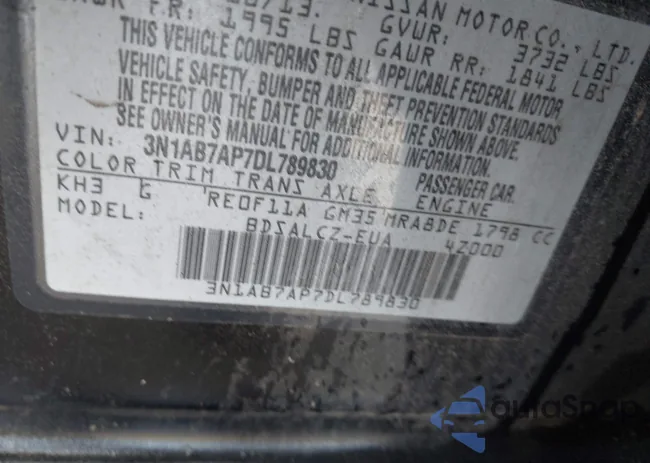 NISSAN MOTOR CO., LTD.
FR: 1995 LBS GVWR: 3732 LBS
GAWR RR: 1841 LBS
THIS VEHICLE CONFORMS TO ALL APPLICABLE FEDERAL MOTOR
VEHICLE SAFETY, BUMPER AND THEFT PREVENTION STANDARDS
IN EFFECT ON THE DATE OF MANUFACTURE SHOWN ABOVE.
SEE OWNER'S MANUAL FOR ADDITIONAL
VIN: 3N1AB7AP7DL789830 PASSENGER CAR.
COLOR TRIM TRANS AXLE ENGINE
KH3 G RE0F11A GM35 MRA8DE 1798 CC
MODEL: BDSALCZ-EUA 4Z000
3N1AB7AP7DL789830
autoSnap